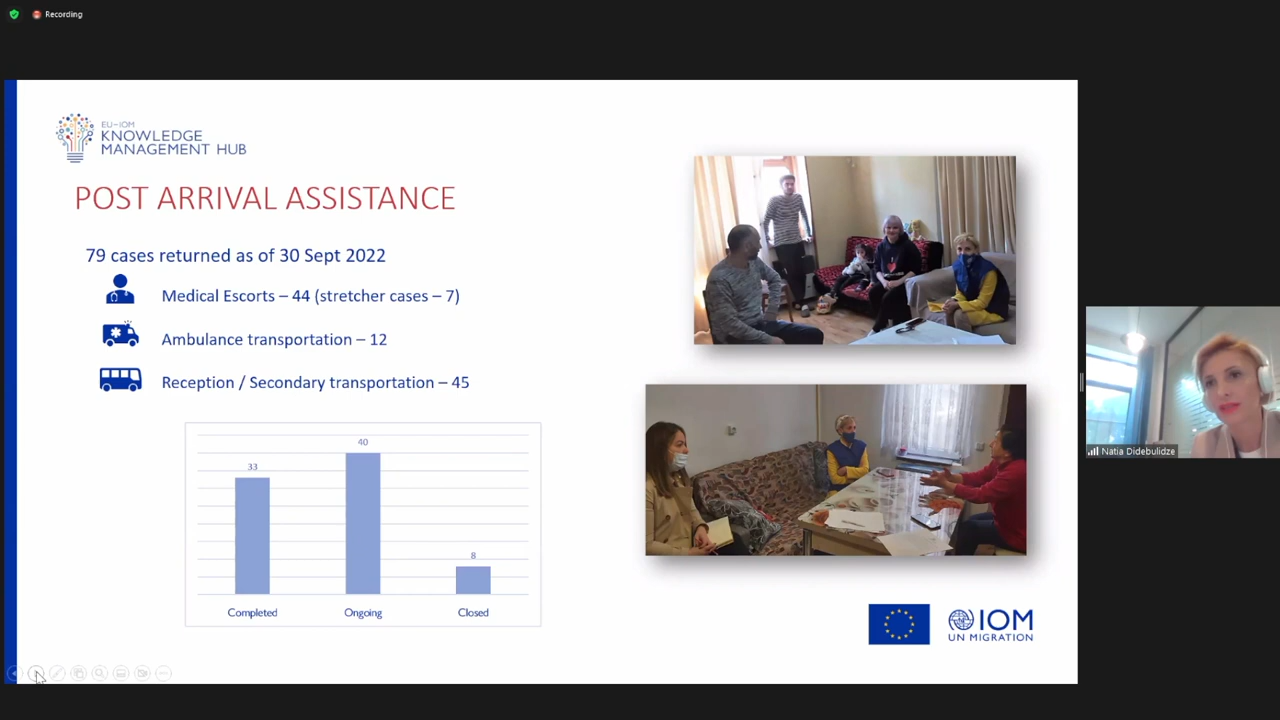 Recording
EU-IOM
KNOWLEDGE
MANAGEMENT HUB
POST ARRIVAL ASSISTANCE
79 cases returned as of 30 Sept 2022
Medical Escorts – 44 (stretcher cases – 7)
Ambulance transportation – 12
Reception / Secondary transportation – 45
33
40
8
Completed
Ongoing
Closed
IOM
UN MIGRATION
Natia Didebulidze